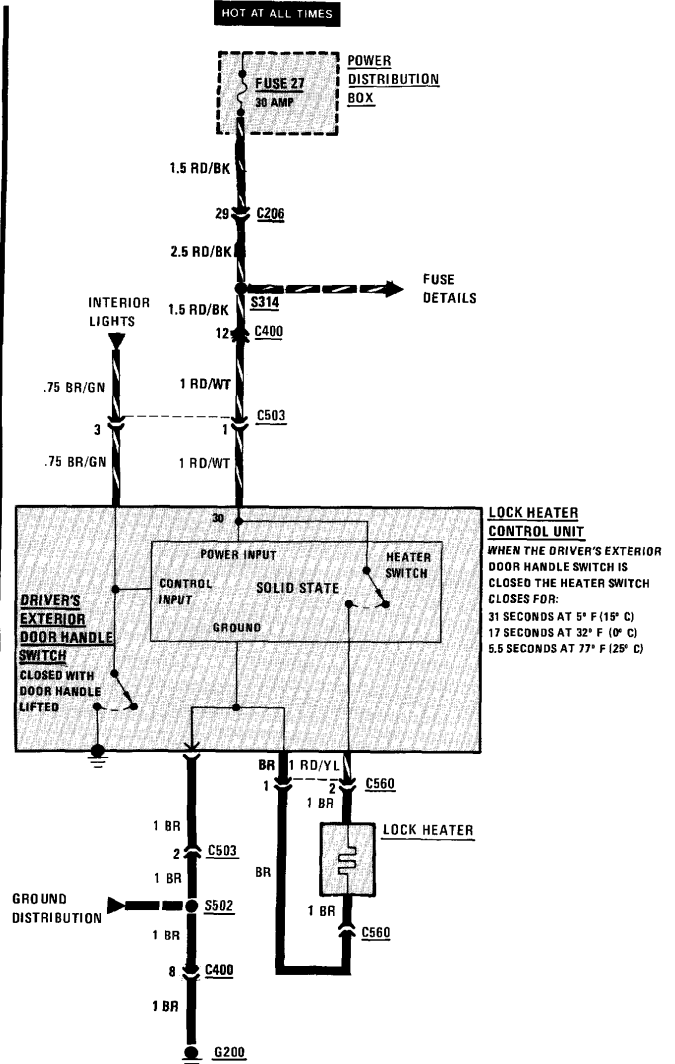 HOT AT ALL TIMES
POWER
DISTRIBUTION
BOX
FUSE 27
30 AMP
1.5 RD/BK
29
C206
2.5 RD/BK
S314
FUSE
DETAILS
1.5 RD/BK
12
C400
INTERIOR
LIGHTS
.75 BR/GN
1 RD/WT
3
1
C503
.75 BR/GN
1 RD/WT
30
POWER INPUT
HEATER
SWITCH
CONTROL
INPUT
SOLID STATE
GROUND
DRIVER'S
EXTERIOR
DOOR HANDLE
SWITCH
CLOSED WITH
DOOR HANDLE
LIFTED
LOCK HEATER
CONTROL UNIT
WHEN THE DRIVER'S EXTERIOR
DOOR HANDLE SWITCH IS
CLOSED THE HEATER SWITCH
CLOSES FOR:
31 SECONDS AT 5° F (15° C)
17 SECONDS AT 32° F (0° C)
5.5 SECONDS AT 77° F (25° C)
BR
1 RD/YL
1
2
C560
1 BR
LOCK HEATER
1 BR
2
C503
BR
1 BR
1 BR
GROUND
DISTRIBUTION
S502
C560
1 BR
8
C400
1 BR
G200